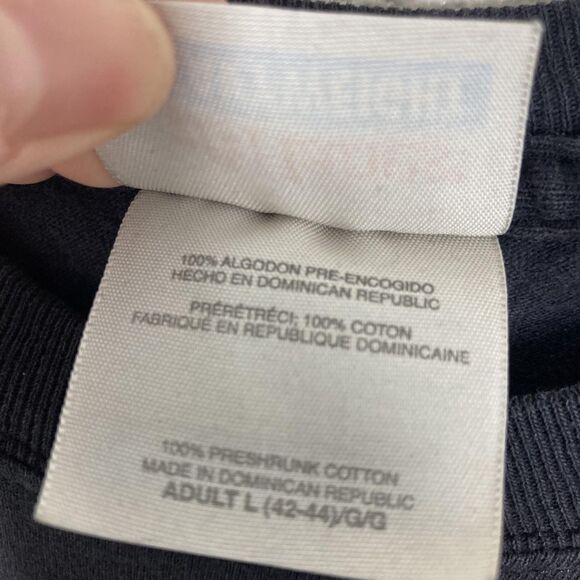 100% ALGODON PRE-ENCOGIDO
HECHO EN DOMINICAN REPUBLIC
PRÉRÉTRÉCI; 100% COTON
FABRIQUÉ EN REPUBLIQUE DOMINICAINE
100% PRESHRUNK COTTON
MADE IN DOMINICAN REPUBLIC
ADULT L (42-44)/G/G